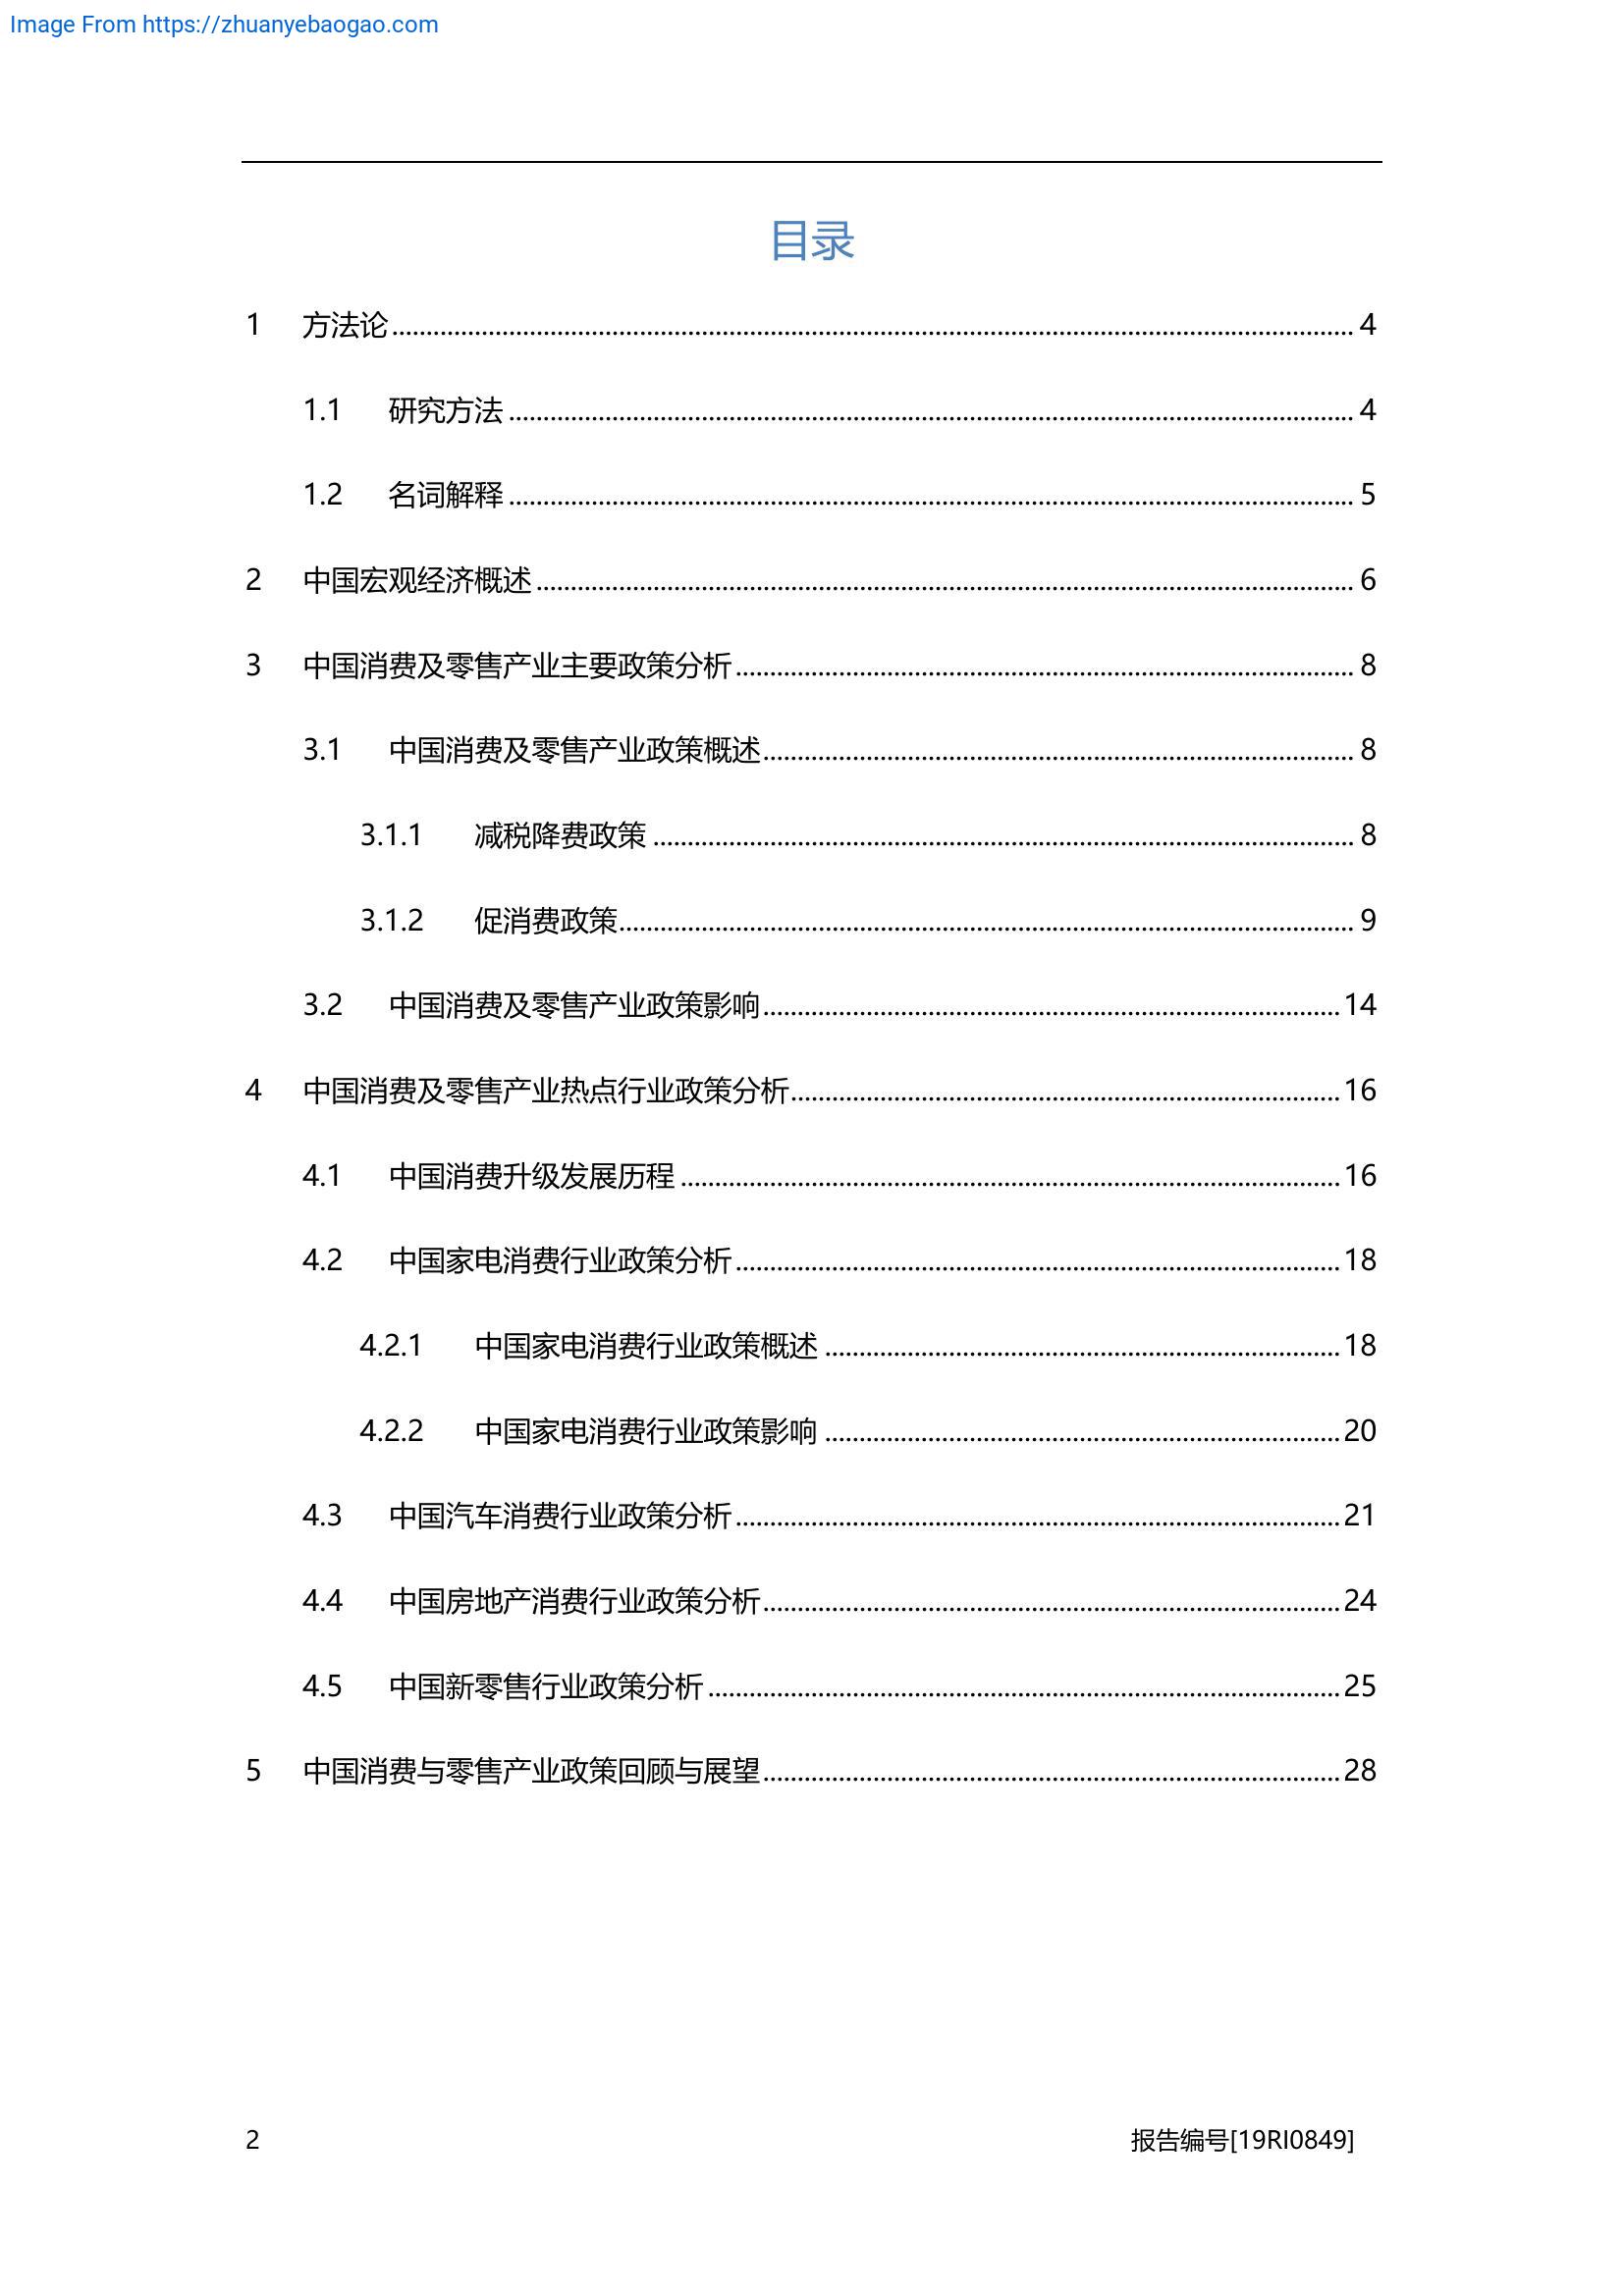 Image From https://zhuanyebaogao.com
目录
1 方法论 4
1.1 研究方法 4
1.2 名词解释 5
2 中国宏观经济概述 6
3 中国消费及零售产业主要政策分析 8
3.1 中国消费及零售产业政策概述 8
3.1.1 减税降费政策 8
3.1.2 促消费政策 9
3.2 中国消费及零售产业政策影响 14
4 中国消费及零售产业热点行业政策分析 16
4.1 中国消费升级发展历程 16
4.2 中国家电消费行业政策分析 18
4.2.1 中国家电消费行业政策概述 18
4.2.2 中国家电消费行业政策影响 20
4.3 中国汽车消费行业政策分析 21
4.4 中国房地产消费行业政策分析 24
4.5 中国新零售行业政策分析 25
5 中国消费与零售产业政策回顾与展望 28
2 报告编号[19RI0849]